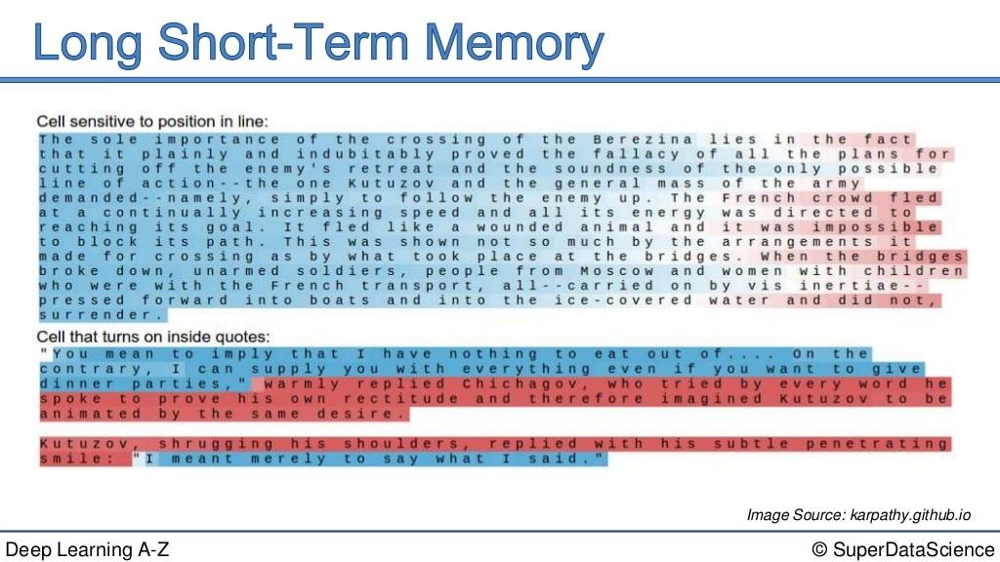 Long Short-Term Memory
Cell sensitive to position in line:
The sole importance of the crossing of the Berezina lies in the fact
that it plainly and indubitably proved the fallacy of all the plans for
cutting off the enemy's retreat and the soundness of the only possible
line of action--the one Kutuzov and the general mass of the army
demanded--namely, simply to follow the enemy up. The French crowd fled
at a continually increasing speed and all its energy was directed to
reaching its goal. It fled like a wounded animal and it was impossible
to block its path. This was shown not so much by the arrangements it
made for crossing as by what took place at the bridges. When the bridges
broke down, unarmed soldiers, people from Moscow and women with children
who were with the French transport, all--carried on by vis inertiae--
pressed forward into boats and into the ice-covered water and did not,
surrender.
Cell that turns on inside quotes:
"You mean to imply that I have nothing to eat out of.... On the
contrary, I can supply you with everything even if you want to give
dinner parties," warmly replied Chichagov, who tried by every word he
spoke to prove his own rectitude and therefore imagined Kutuzov to be
animated by the same desire.
Kutuzov, shrugging his shoulders, replied with his subtle penetrating
smile: "I meant merely to say what I said."
Image Source: karpathy.github.io
Deep Learning A-Z
© SuperDataScience